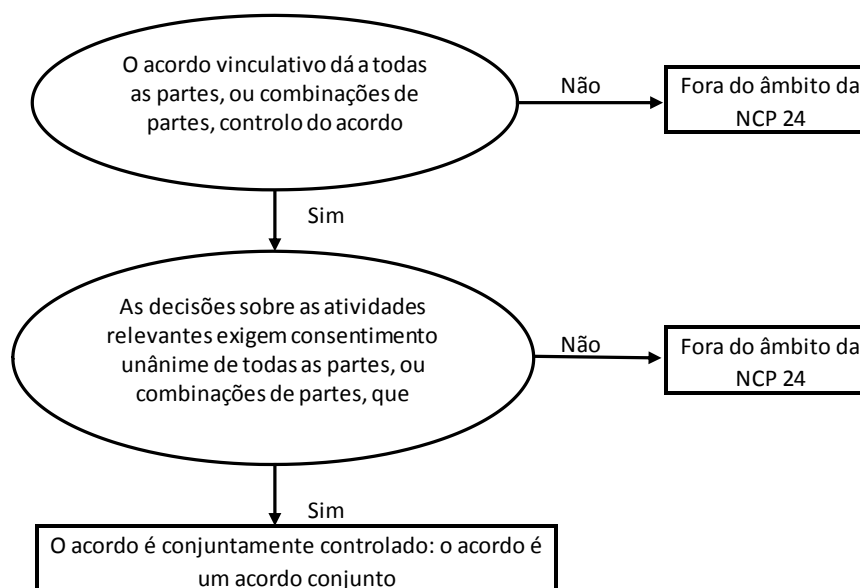 O acordo vinculativo dá a todas
as partes, ou combinações de
partes, controlo do acordo
Não
Fora do âmbito da
NCP 24
Sim
As decisões sobre as atividades
relevantes exigem consentimento
unânime de todas as partes, ou
combinações de partes, que
Não
Fora do âmbito da
NCP 24
Sim
O acordo é conjuntamente controlado: o acordo é
um acordo conjunto